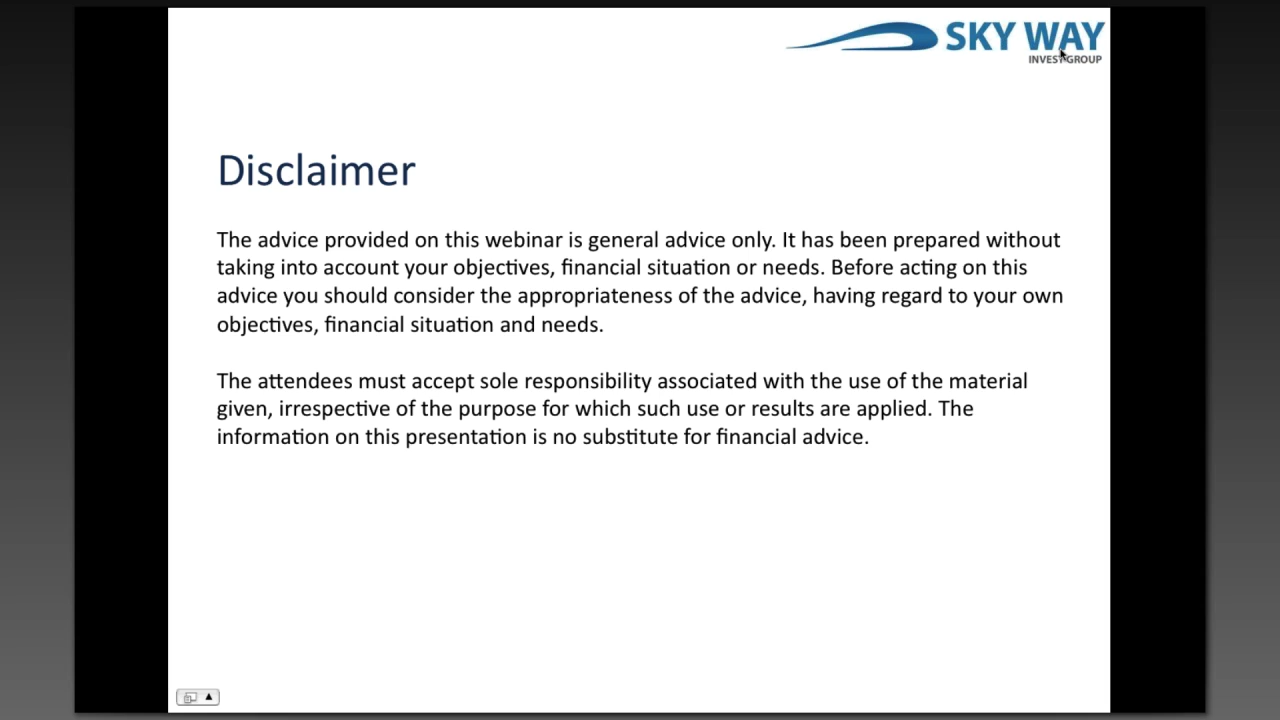 SKY WAY
INVEST GROUP
Disclaimer
The advice provided on this webinar is general advice only. It has been prepared without
taking into account your objectives, financial situation or needs. Before acting on this
advice you should consider the appropriateness of the advice, having regard to your own
objectives, financial situation and needs.
The attendees must accept sole responsibility associated with the use of the material
given, irrespective of the purpose for which such use or results are applied. The
information on this presentation is no substitute for financial advice.